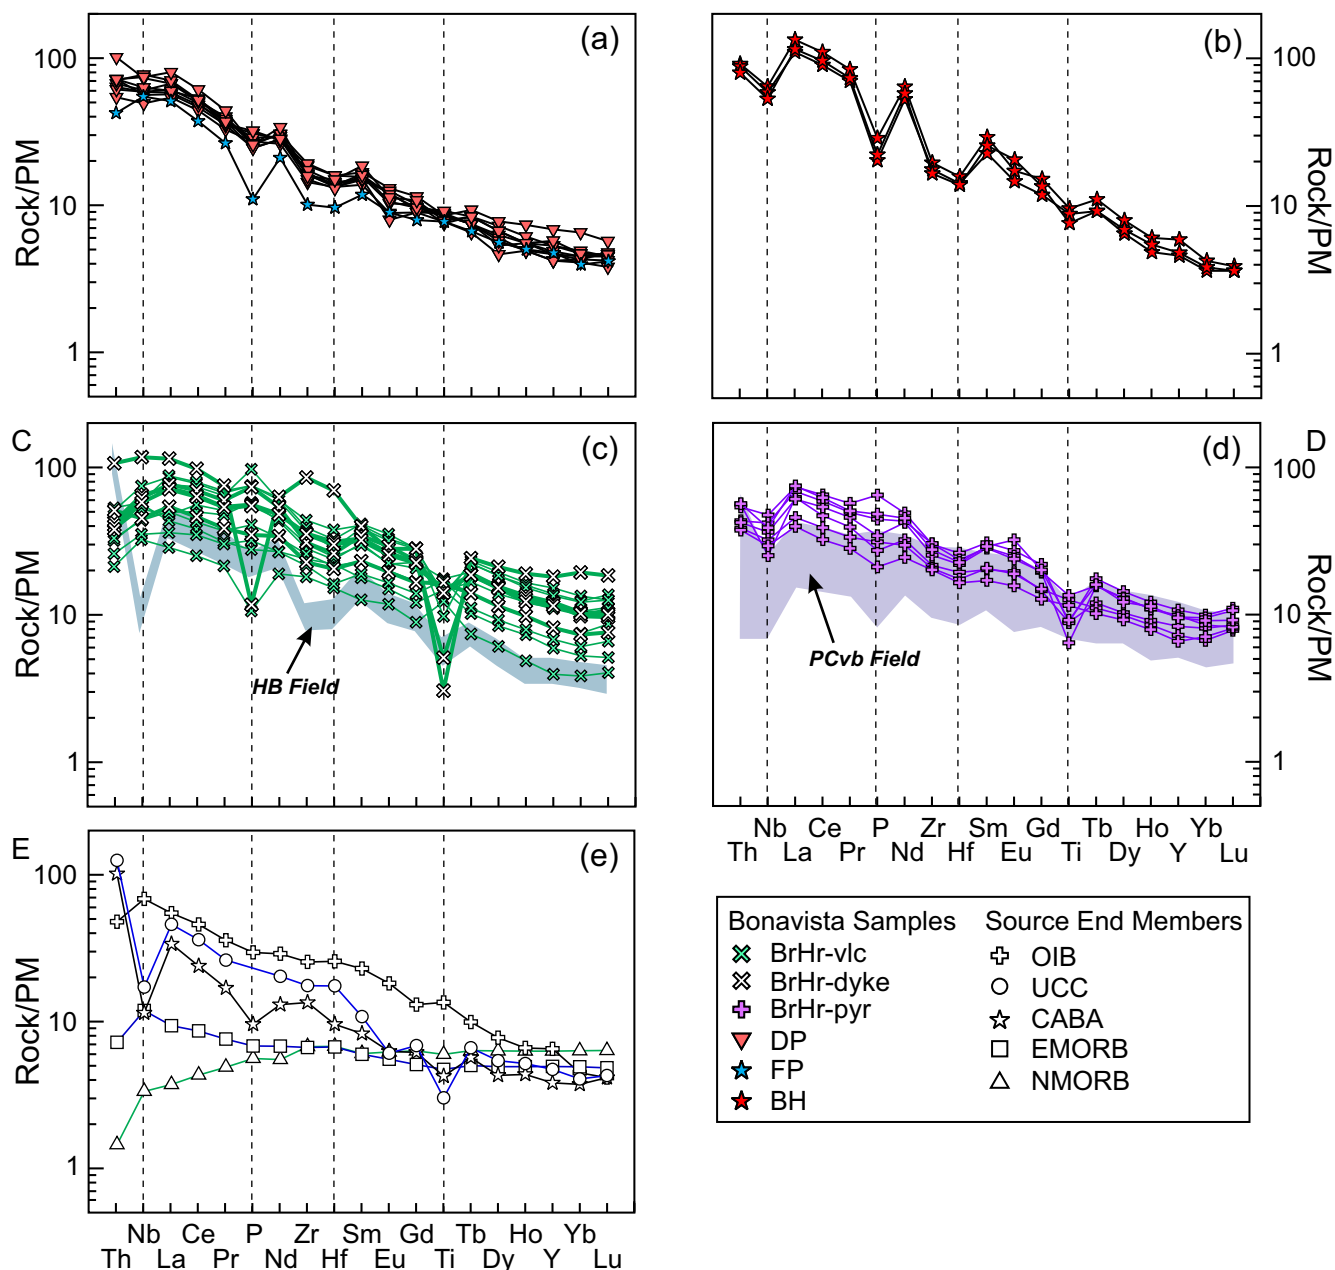 (a)
100
10
1
Rock/PM
(b)
100
10
1
Rock/PM
C
(c)
100
10
1
Rock/PM
HB Field
(d)
D
100
10
1
Rock/PM
PCvb Field
Nb Ce P Zr Sm Gd Tb Ho Yb
Th La Pr Nd Hf Eu Ti Dy Y Lu
E
(e)
100
10
1
Rock/PM
Nb Ce P Zr Sm Gd Tb Ho Yb
Th La Pr Nd Hf Eu Ti Dy Y Lu
Bonavista Samples
BrHr-vlc
BrHr-dyke
BrHr-pyr
DP
FP
BH
Source End Members
OIB
UCC
CABA
EMORB
NMORB